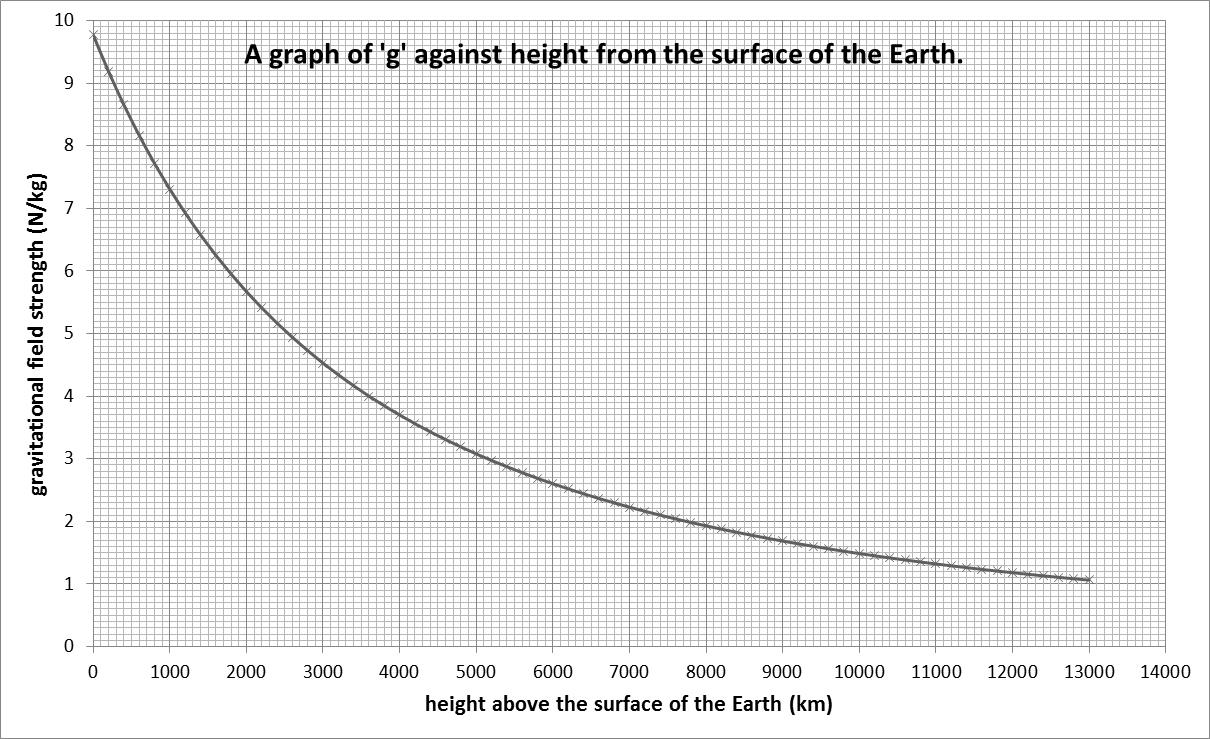 A graph of 'g' against height from the surface of the Earth.
gravitational field strength (N/kg)
10
9
8
7
6
5
4
3
2
1
0
0 1000 2000 3000 4000 5000 6000 7000 8000 9000 10000 11000 12000 13000 14000
height above the surface of the Earth (km)